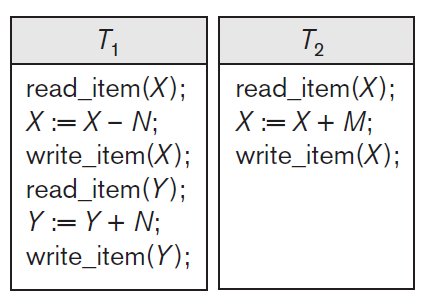 T₁
read_item(X);
X := X − N;
write_item(X);
read_item(Y);
Y := Y + N;
write_item(Y);
T₂
read_item(X);
X := X + M;
write_item(X);